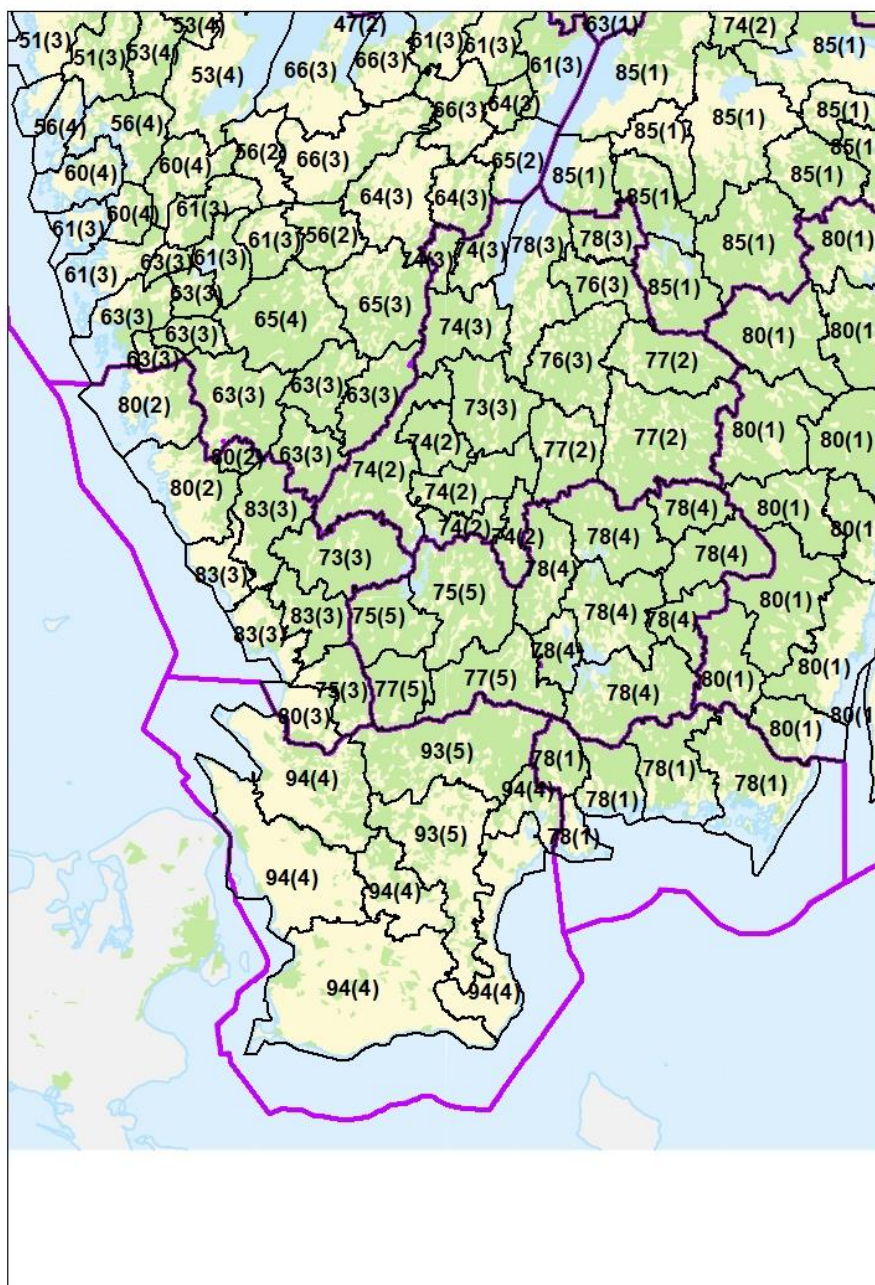 53(4) 47(2) 63(1) 74(2)
51(3) 51(3) 53(4) 61(3) 61(3) 85(1)
53(4) 66(3) 66(3) 61(3) 85(1)
56(4) 56(4) 66(3) 64(3) 85(1) 85(1) 85(1)
60(4) 60(4) 56(2) 66(3) 65(2) 85(1) 85(1) 85(1)
60(4) 61(3) 64(3) 64(3) 85(1)
61(3) 61(3) 56(2) 74(3) 74(3) 78(3) 78(3) 85(1) 80(1)
61(3) 63(3) 61(3)
63(3) 63(3) 65(3) 76(3) 85(1)
63(3) 65(4) 74(3) 80(1) 80(1)
63(3) 76(3) 77(2)
80(2) 63(3) 63(3) 63(3) 73(3)
80(2) 63(3) 74(2) 77(2) 77(2) 80(1) 80(1)
80(2) 74(2) 74(2)
83(3) 78(4) 78(4) 80(1) 80(1)
73(3) 74(2) 74(2) 78(4)
83(3) 75(5) 78(4)
83(3) 83(3) 75(5) 78(4) 78(4) 80(1)
78(4)
75(3) 77(5) 77(5) 78(4) 80(1) 80(1)
80(3) 80(1) 80(1
94(4) 93(5) 78(1) 78(1) 78(1)
94(4) 78(1)
93(5) 78(1)
94(4) 94(4)
94(4) 94(4)